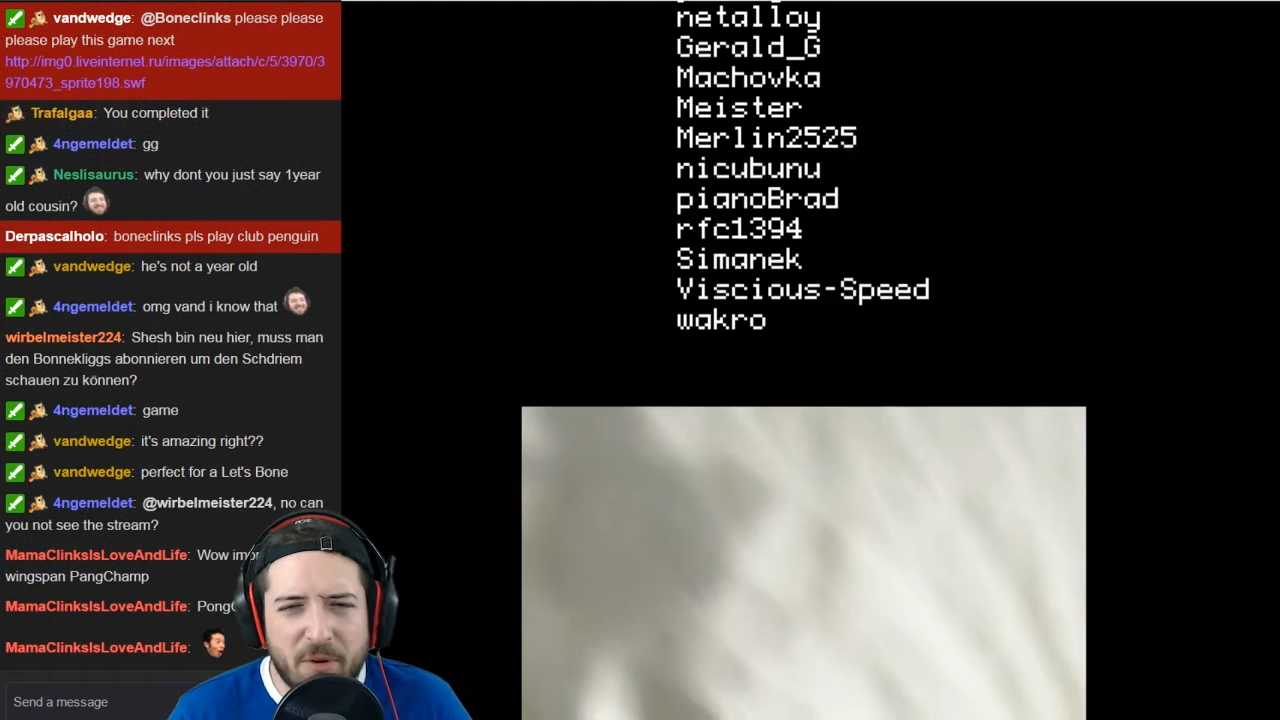 vandwedge: @Boneclinks please please
please play this game next
http://img0.liveinternet.ru/images/attach/c/5/3970/3
970473_sprite198.swf
Trafalgaa: You completed it
4ngemeldet: gg
Neslisaurus: why dont you just say 1year
old cousin?
Derpascalholo: boneclinks pls play club penguin
vandwedge: he's not a year old
4ngemeldet: omg vand i know that
wirbelmeister224: Shesh bin neu hier, muss man
den Bonnekliggs abonnieren um den Schdriem
schauen zu können?
4ngemeldet: game
vandwedge: it's amazing right??
vandwedge: perfect for a Let's Bone
4ngemeldet: @wirbelmeister224, no can
you not see the stream?
MamaClinksIsLoveAndLife: Wow
wingspan PangChamp
MamaClinksIsLoveAndLife:
MamaClinksIsLoveAndLife:
Send a message
netalloy
Gerald_G
Machovka
Meister
Merlin2525
nicubunu
pianoBrad
rfc1394
Simanek
Viscious-Speed
wakro